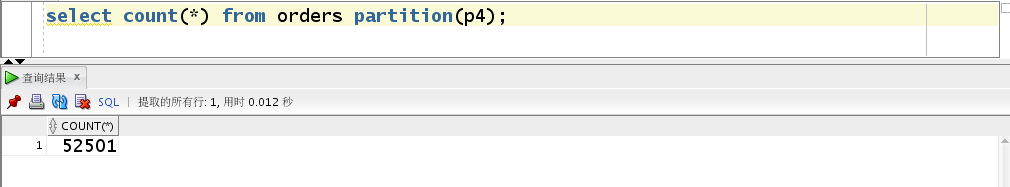 select count(*) from orders partition(p4);
查询结果 x
SQL | 提取的所有行: 1, 用时 0.012 秒
COUNT(*)
1 52501